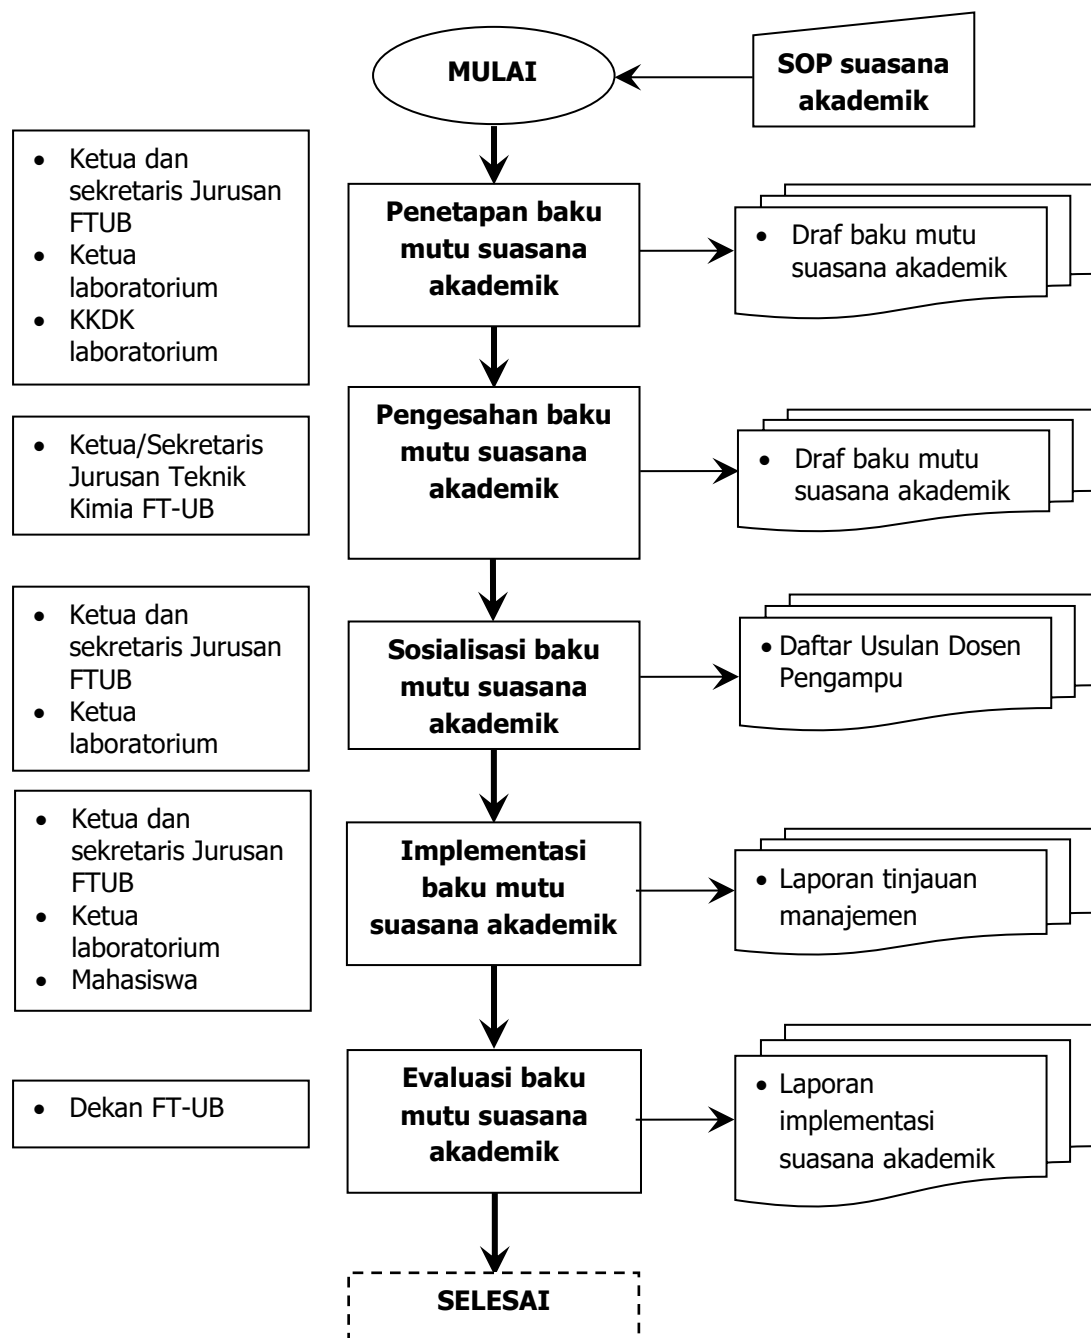 MULAI
SOP suasana
akademik
• Ketua dan
sekretaris Jurusan
FTUB
• Ketua
laboratorium
• KKDK
laboratorium
Penetapan baku
mutu suasana
akademik
• Draf baku mutu
suasana akademik
• Ketua/Sekretaris
Jurusan Teknik
Kimia FT-UB
Pengesahan baku
mutu suasana
akademik
• Draf baku mutu
suasana akademik
• Ketua dan
sekretaris Jurusan
FTUB
• Ketua
laboratorium
Sosialisasi baku
mutu suasana
akademik
• Daftar Usulan Dosen
Pengampu
• Ketua dan
sekretaris Jurusan
FTUB
• Ketua
laboratorium
• Mahasiswa
Implementasi
baku mutu
suasana akademik
• Laporan tinjauan
manajemen
• Dekan FT-UB
Evaluasi baku
mutu suasana
akademik
• Laporan
implementasi
suasana akademik
SELESAI